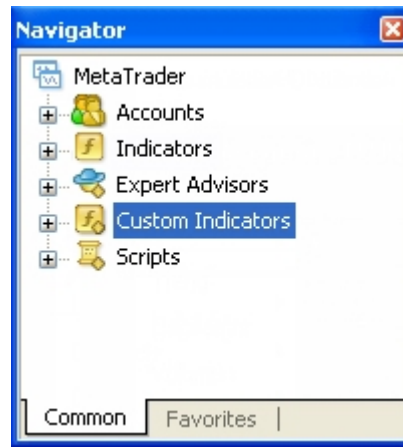 Navigator
MetaTrader
Accounts
Indicators
Expert Advisors
Custom Indicators
Scripts
Common Favorites